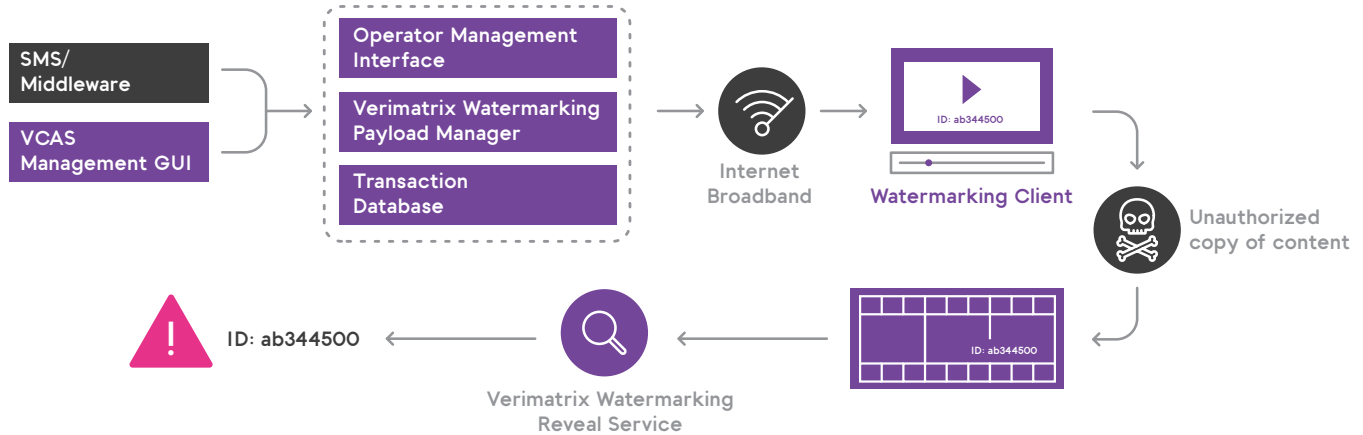 SMS/
Middleware
VCAS
Management GUI
Operator Management
Interface
Verimatrix Watermarking
Payload Manager
Transaction
Database
Internet
Broadband
ID: ab344500
Watermarking Client
Unauthorized
copy of content
ID: ab344500
Verimatrix Watermarking
Reveal Service
! ID: ab344500